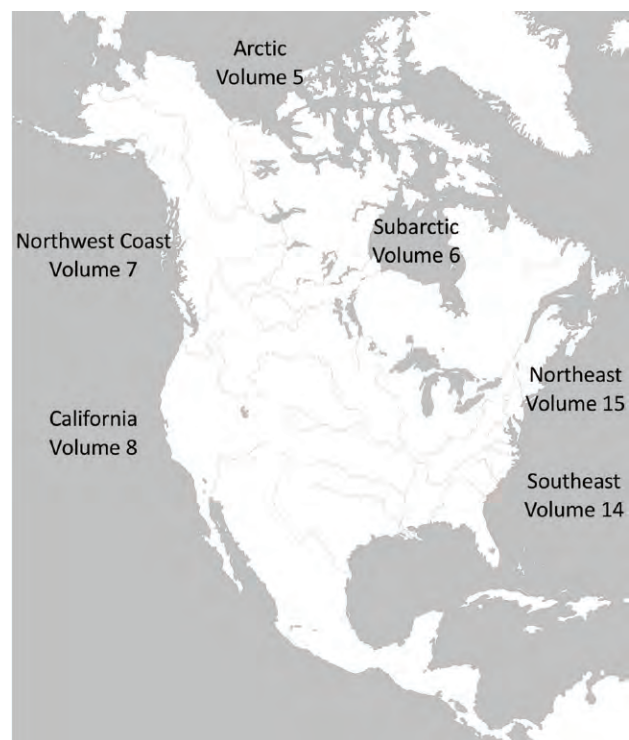 Arctic
Volume 5
Subarctic
Volume 6
Northwest Coast
Volume 7
Northeast
Volume 15
California
Volume 8
Southeast
Volume 14